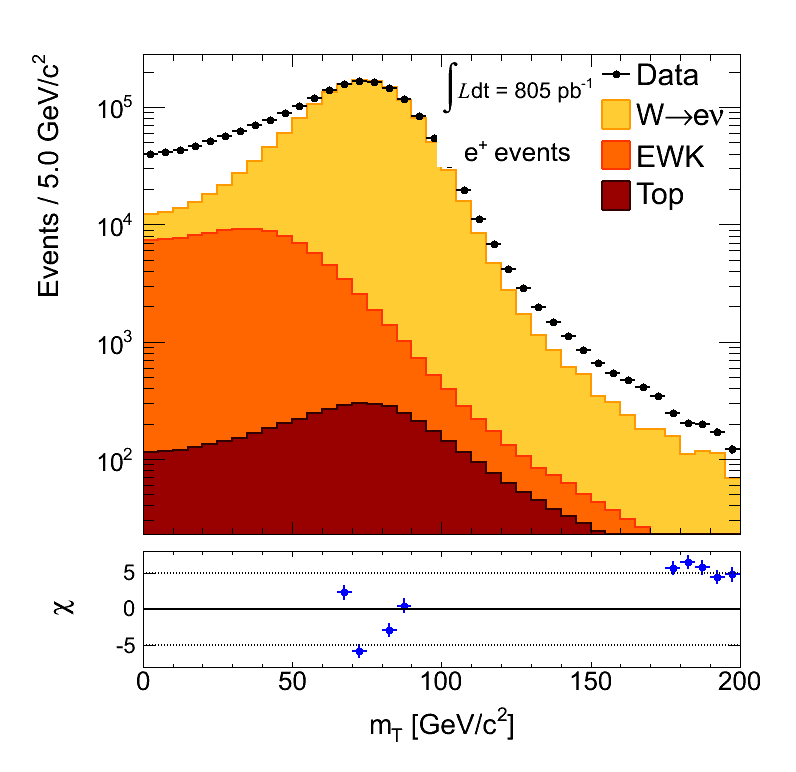 Events / 5.0 GeV/c²
10⁵
10⁴
10³
10²
∫Ldt = 805 pb⁻¹
e⁺ events
Data
W→eν
EWK
Top
χ
5
0
-5
0 50 100 150 200
m_T [GeV/c²]